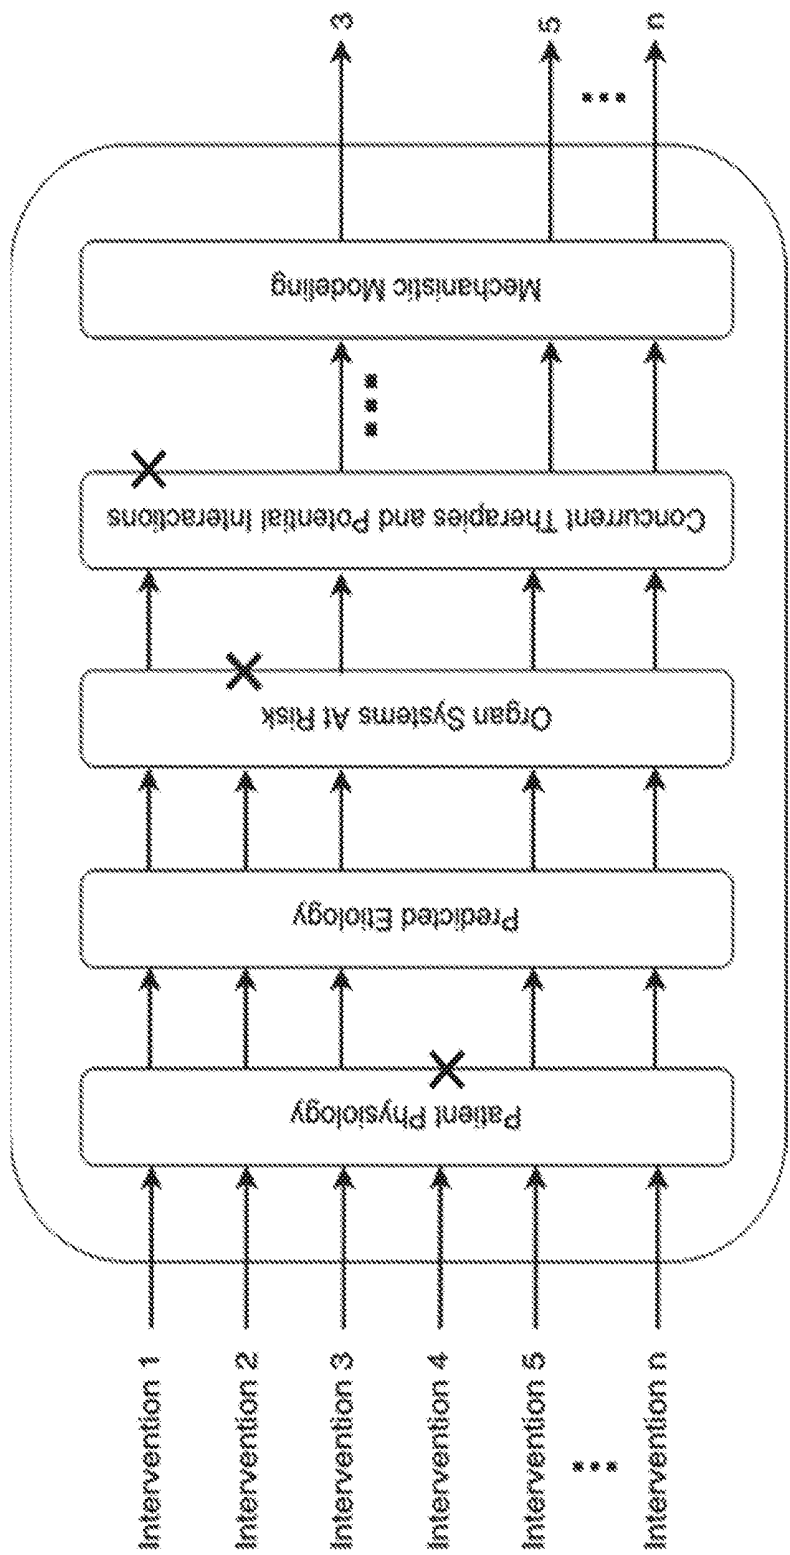 Intervention 1
Intervention 2
Intervention 3
Intervention 4
Intervention 5
...
Intervention n
Patient Physiology
Predicted Etiology
Organ Systems At Risk
Concurrent Therapies and Potential Interactions
...
Mechanistic Modeling
3
5
...
n